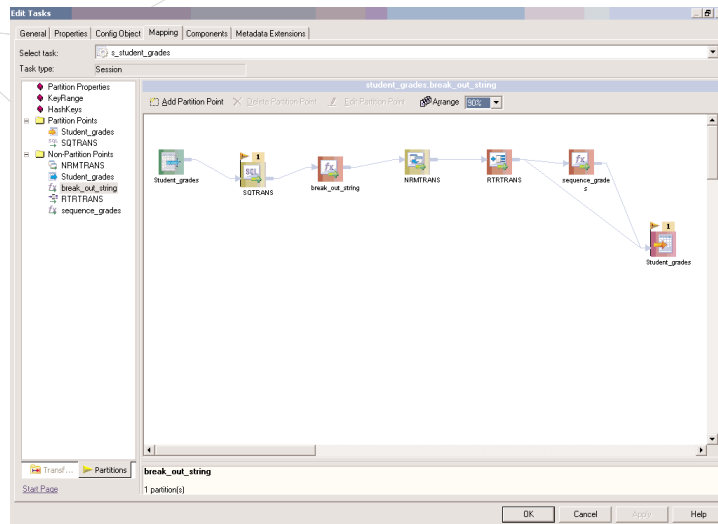 Edit Tasks
General Properties Config Object Mapping Components Metadata Extensions
Select task: s_student_grades
Task type: Session
student_grades.break_out_string
Add Partition Point Delete Partition Point Edit Partition Point Arrange 90%
Partition Properties
KeyRange
HashKeys
Partition Points
Student_grades
SQTRANS
Non-Partition Points
NRMTRANS
Student_grades
break_out_string
RTRTRANS
sequence_grades
Student_grades
1
SQTRANS
break_out_string
NRMTRANS
RTRTRANS
sequence_grade
s
1
Student_grades
Transf... Partitions
break_out_string
Start Page
1 partition(s)
OK Cancel Apply Help